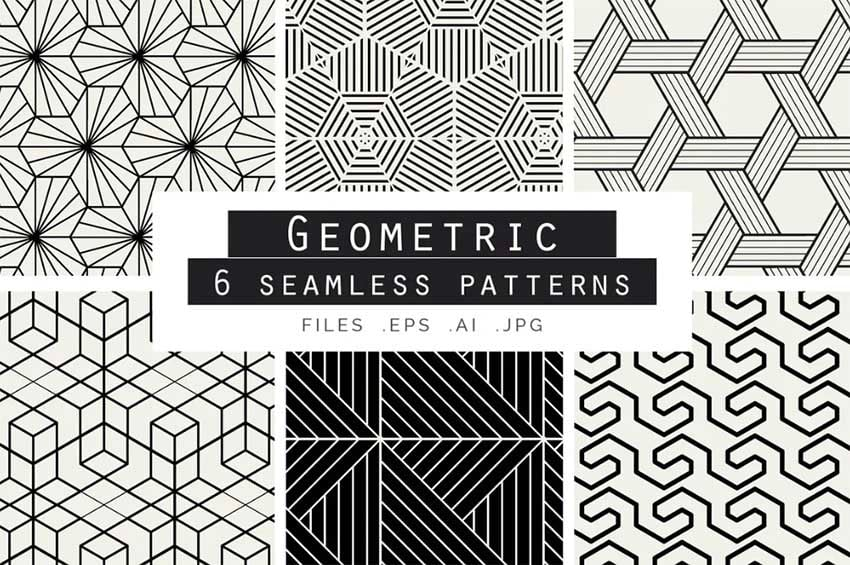 GEOMETRIC
6 SEAMLESS PATTERNS
FILES .EPS .AI .JPG